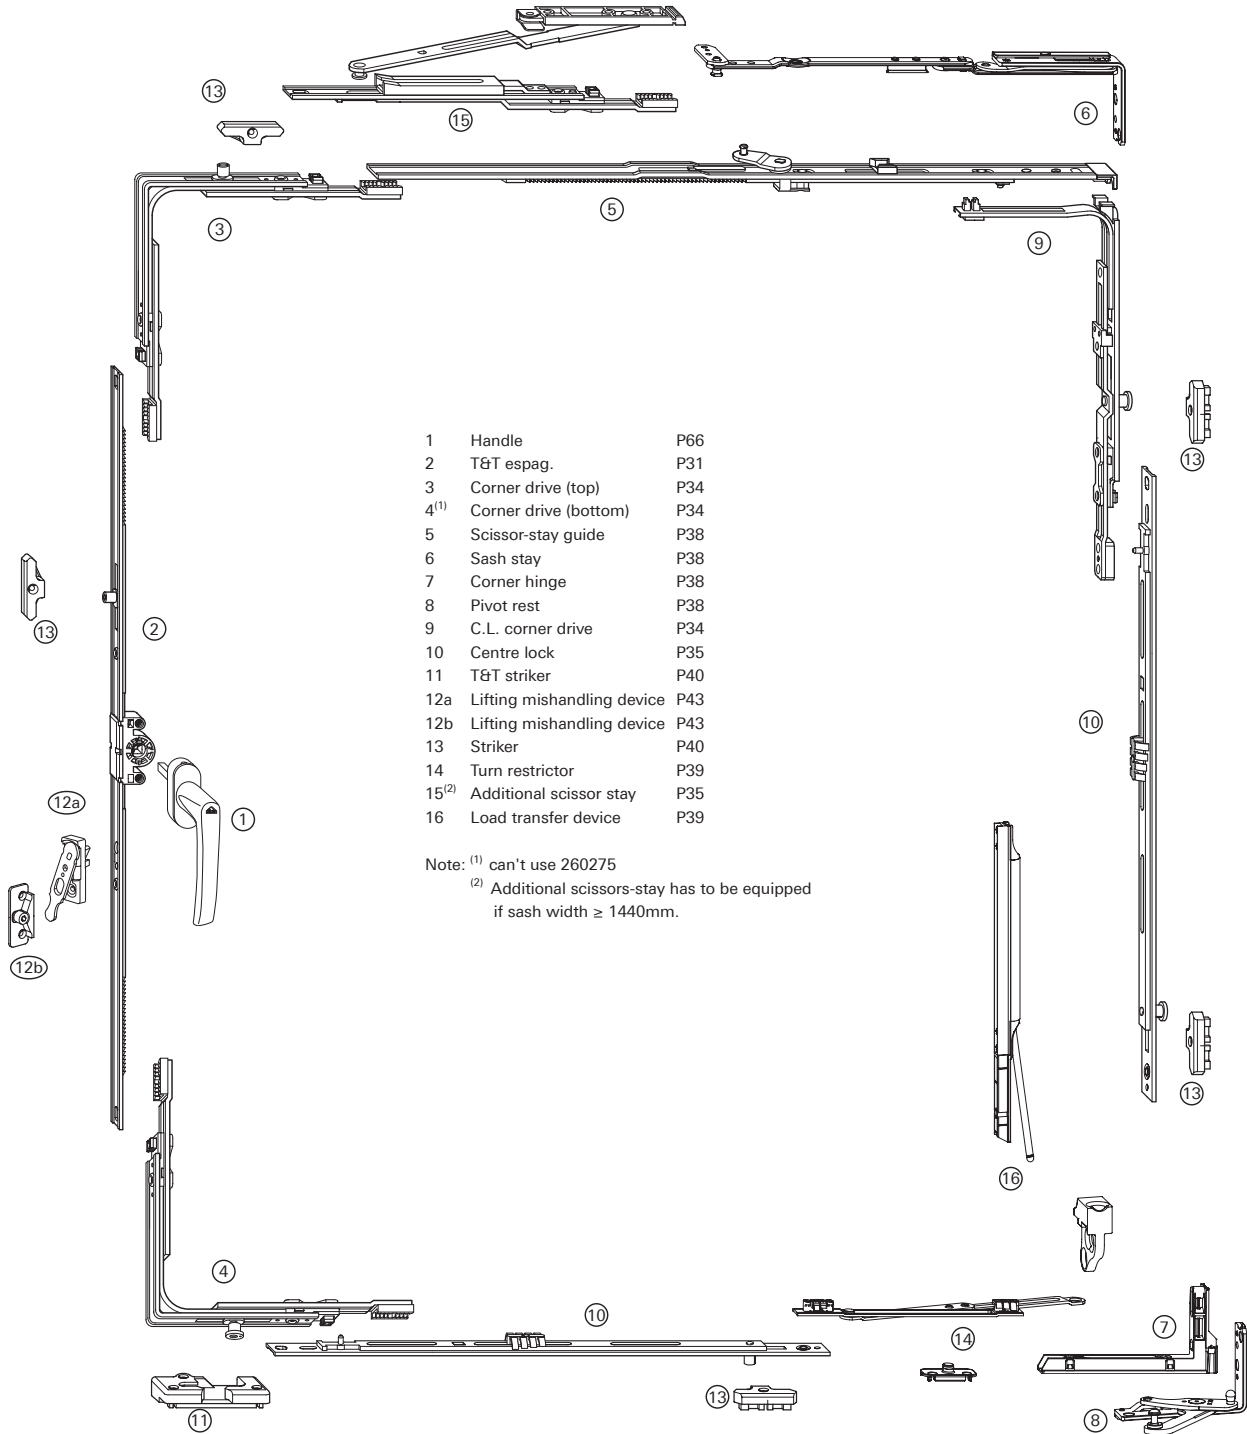 13
15
6
3
5
9
1 Handle P66
2 T&T espag. P31
3 Corner drive (top) P34
4(1) Corner drive (bottom) P34
5 Scissor-stay guide P38
6 Sash stay P38
7 Corner hinge P38
8 Pivot rest P38
9 C.L. corner drive P34
10 Centre lock P35
11 T&T striker P40
12a Lifting mishandling device P43
12b Lifting mishandling device P43
13 Striker P40
14 Turn restrictor P39
15(2) Additional scissor stay P35
16 Load transfer device P39
Note: (1) can't use 260275
(2) Additional scissors-stay has to be equipped
if sash width ≥ 1440mm.
13
13
2
10
12a
1
12b
13
16
4
10
14
7
11
13
8